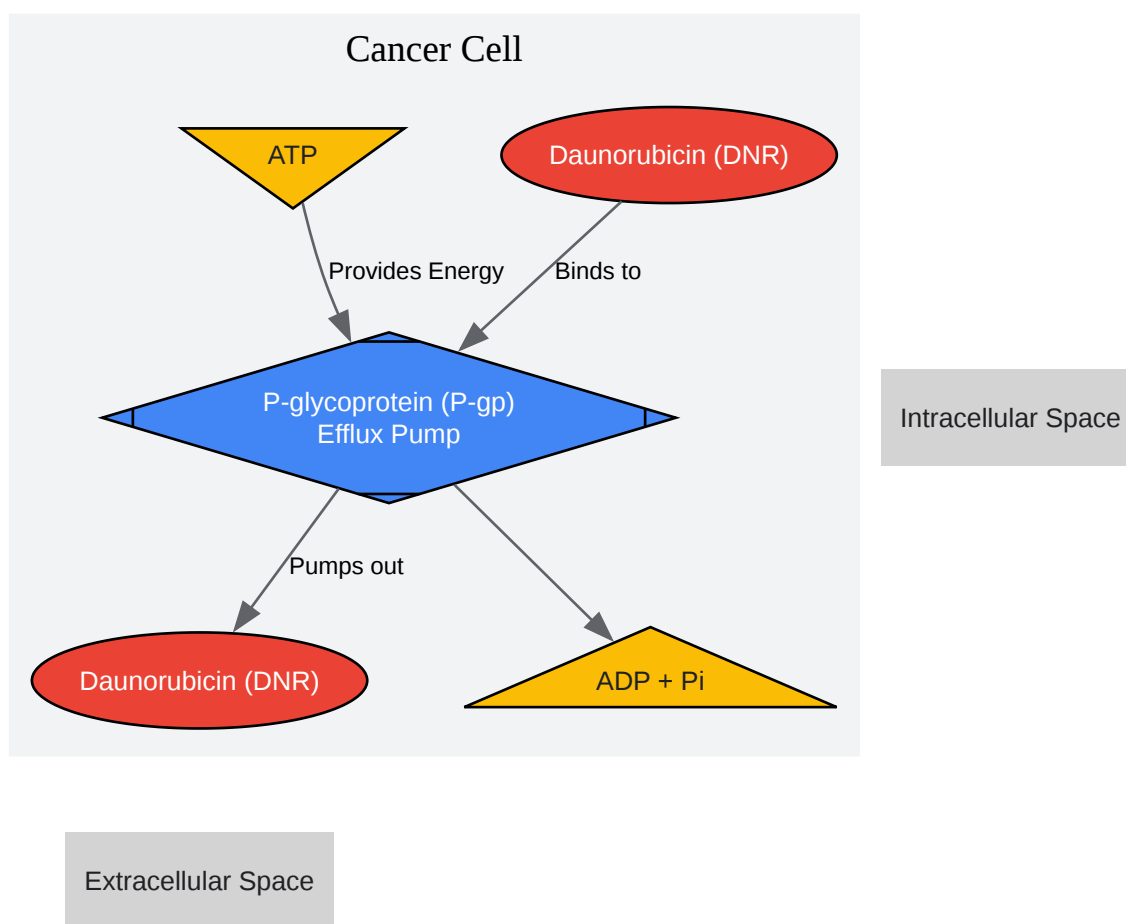 Cancer Cell
ATP
Daunorubicin (DNR)
Provides Energy
Binds to
P-glycoprotein (P-gp)
Efflux Pump
Intracellular Space
Pumps out
Daunorubicin (DNR)
ADP + Pi
Extracellular Space